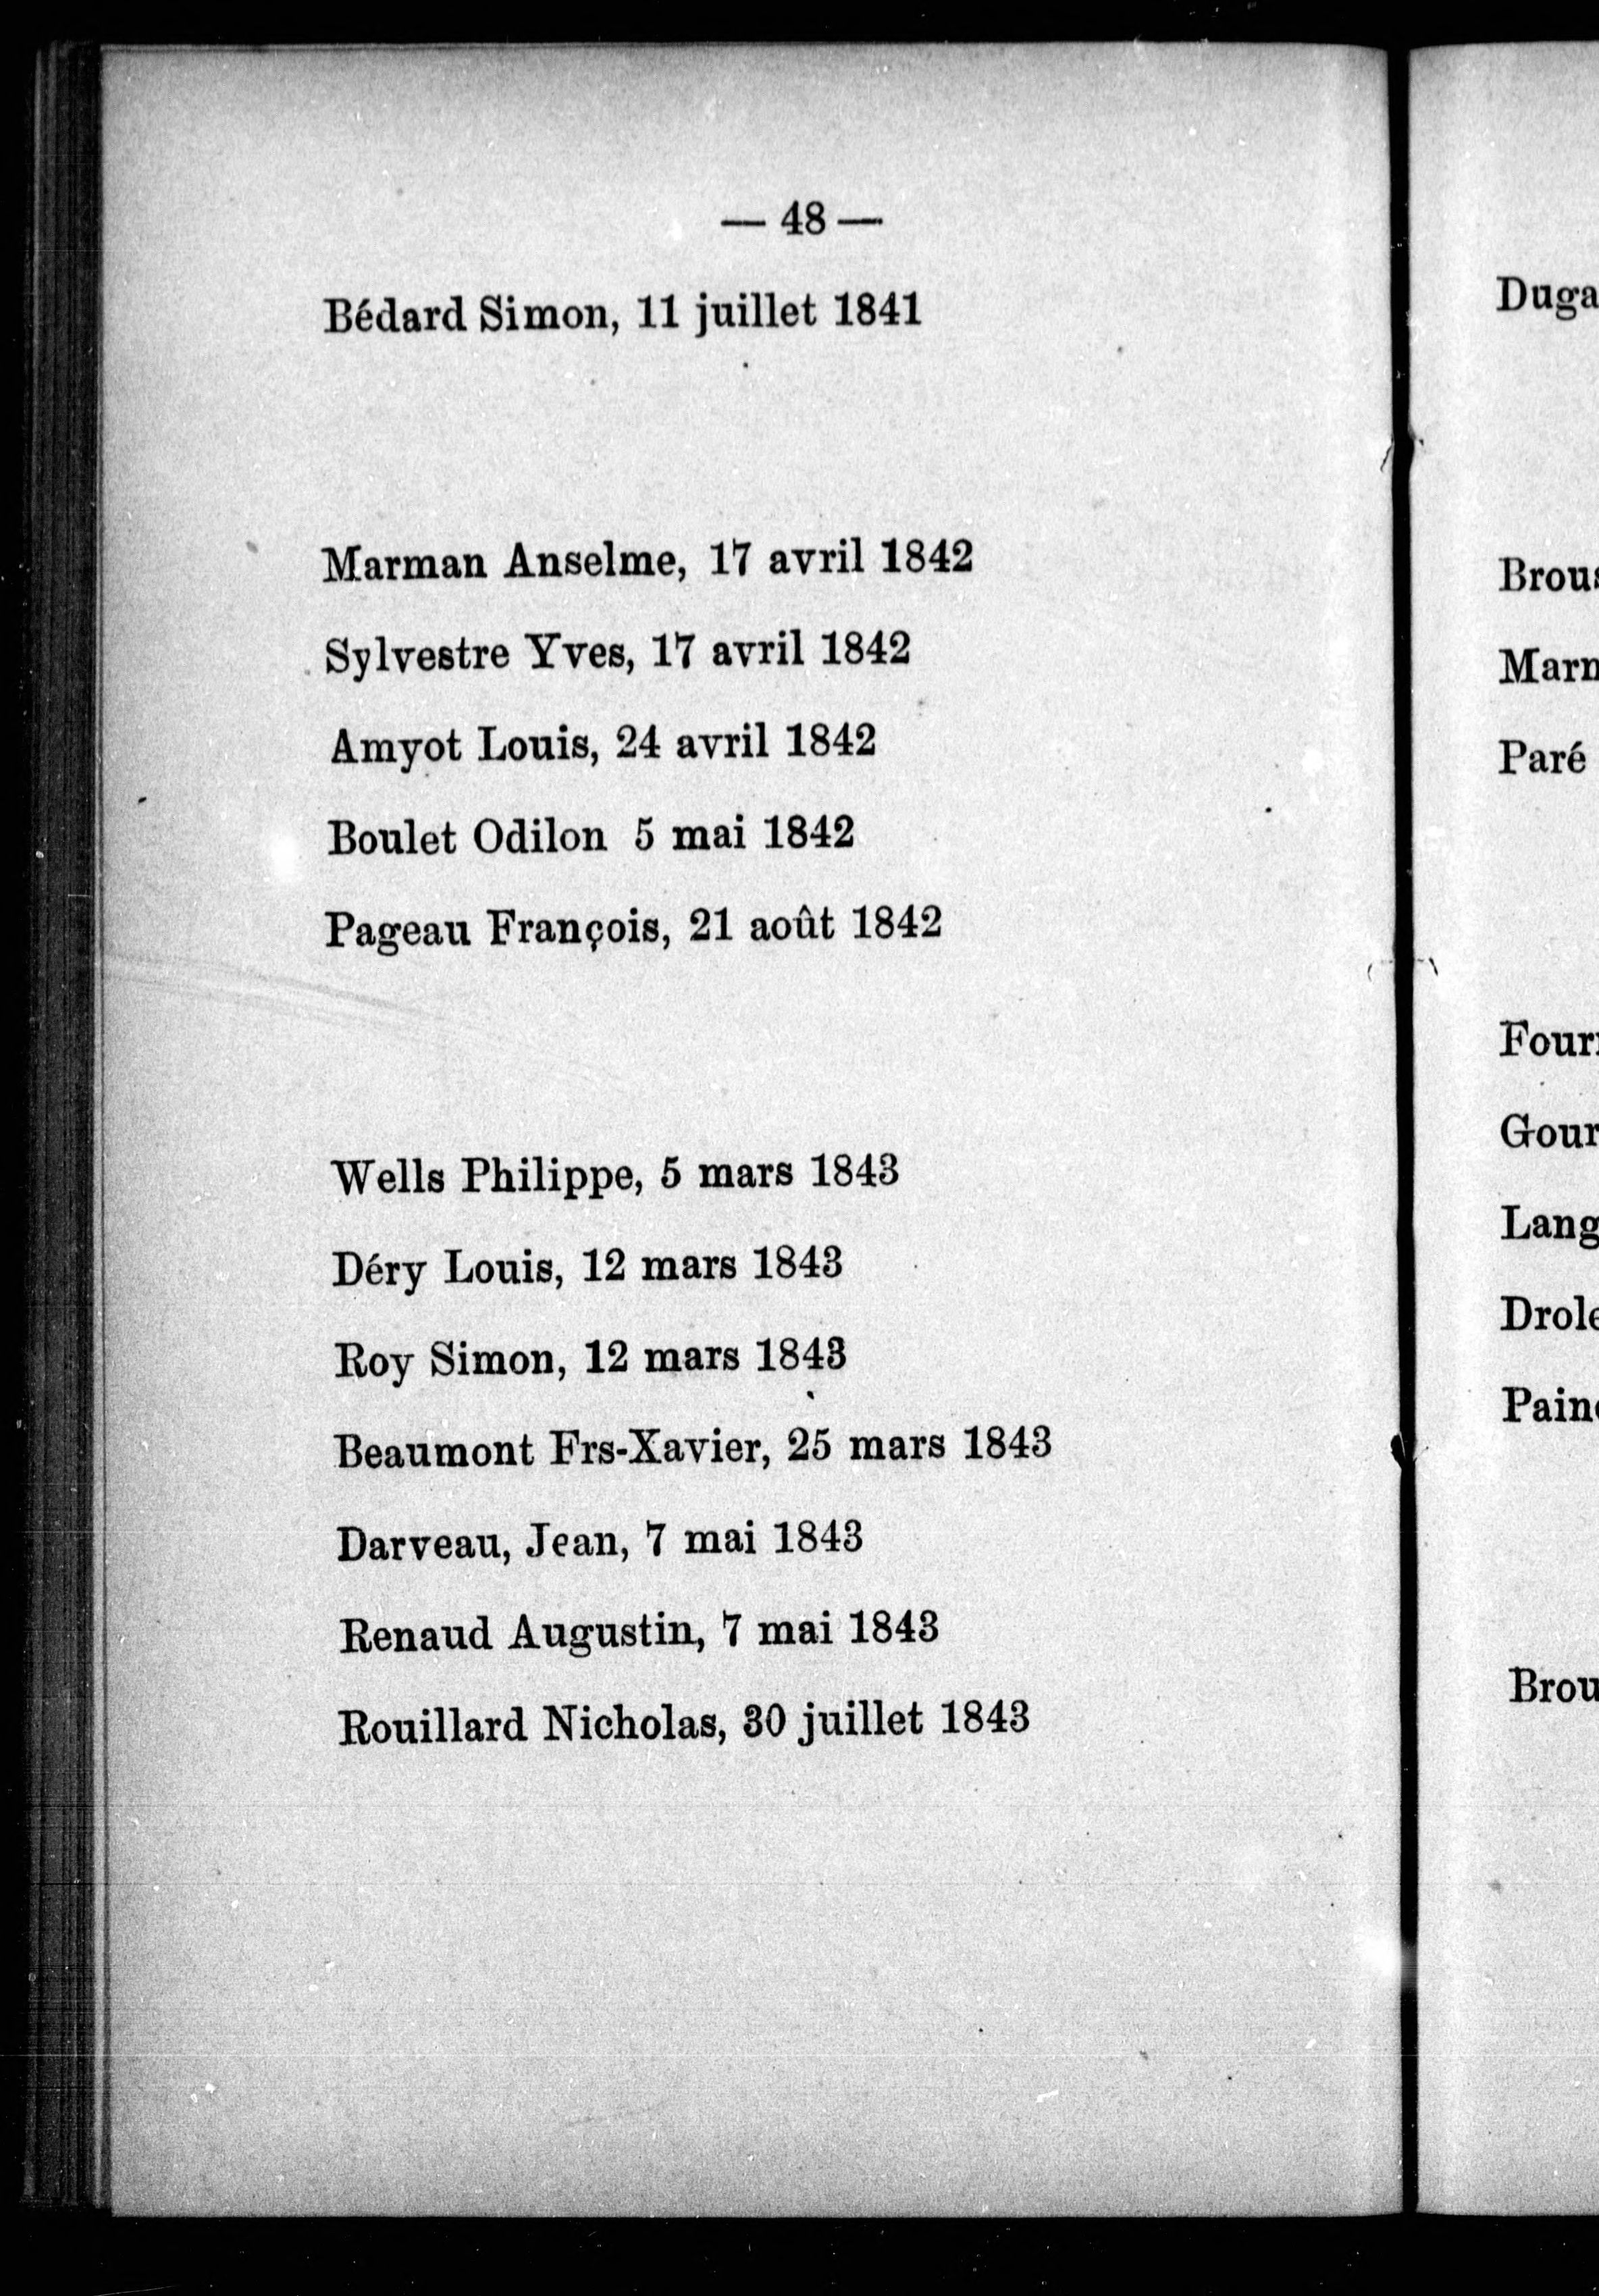 — 48 —
Bédard Simon, 11 juillet 1841
Marman Anselme, 17 avril 1842
Sylvestre Yves, 17 avril 1842
Amyot Louis, 24 avril 1842
Boulet Odilon 5 mai 1842
Pageau François, 21 août 1842
Wells Philippe, 5 mars 1843
Déry Louis, 12 mars 1843
Roy Simon, 12 mars 1843
Beaumont Frs-Xavier, 25 mars 1843
Darveau, Jean, 7 mai 1843
Renaud Augustin, 7 mai 1843
Rouillard Nicholas, 30 juillet 1843
Paré